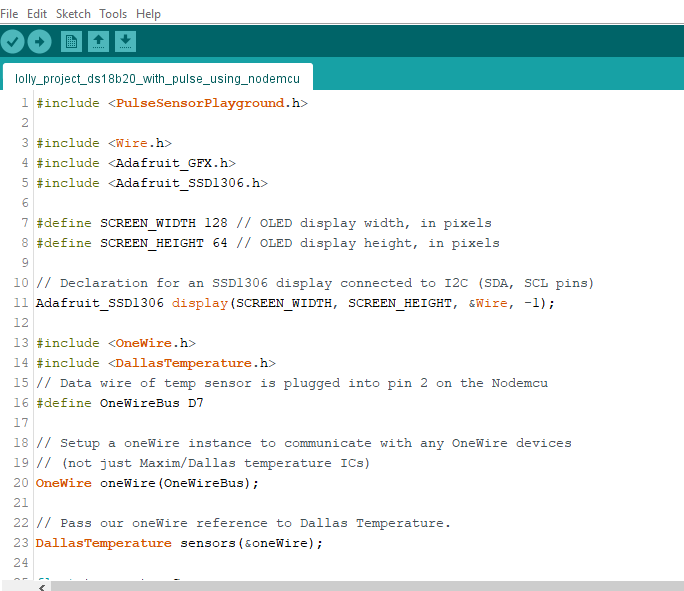 File Edit Sketch Tools Help
lolly_project_ds18b20_with_pulse_using_nodemcu
1 #include <PulseSensorPlayground.h>
2
3 #include <Wire.h>
4 #include <Adafruit_GFX.h>
5 #include <Adafruit_SSD1306.h>
6
7 #define SCREEN_WIDTH 128 // OLED display width, in pixels
8 #define SCREEN_HEIGHT 64 // OLED display height, in pixels
9
10 // Declaration for an SSD1306 display connected to I2C (SDA, SCL pins)
11 Adafruit_SSD1306 display(SCREEN_WIDTH, SCREEN_HEIGHT, &Wire, -1);
12
13 #include <OneWire.h>
14 #include <DallasTemperature.h>
15 // Data wire of temp sensor is plugged into pin 2 on the Nodemcu
16 #define OneWireBus D7
17
18 // Setup a oneWire instance to communicate with any OneWire devices
19 // (not just Maxim/Dallas temperature ICs)
20 OneWire oneWire(OneWireBus);
21
22 // Pass our oneWire reference to Dallas Temperature.
23 DallasTemperature sensors(&oneWire);
24